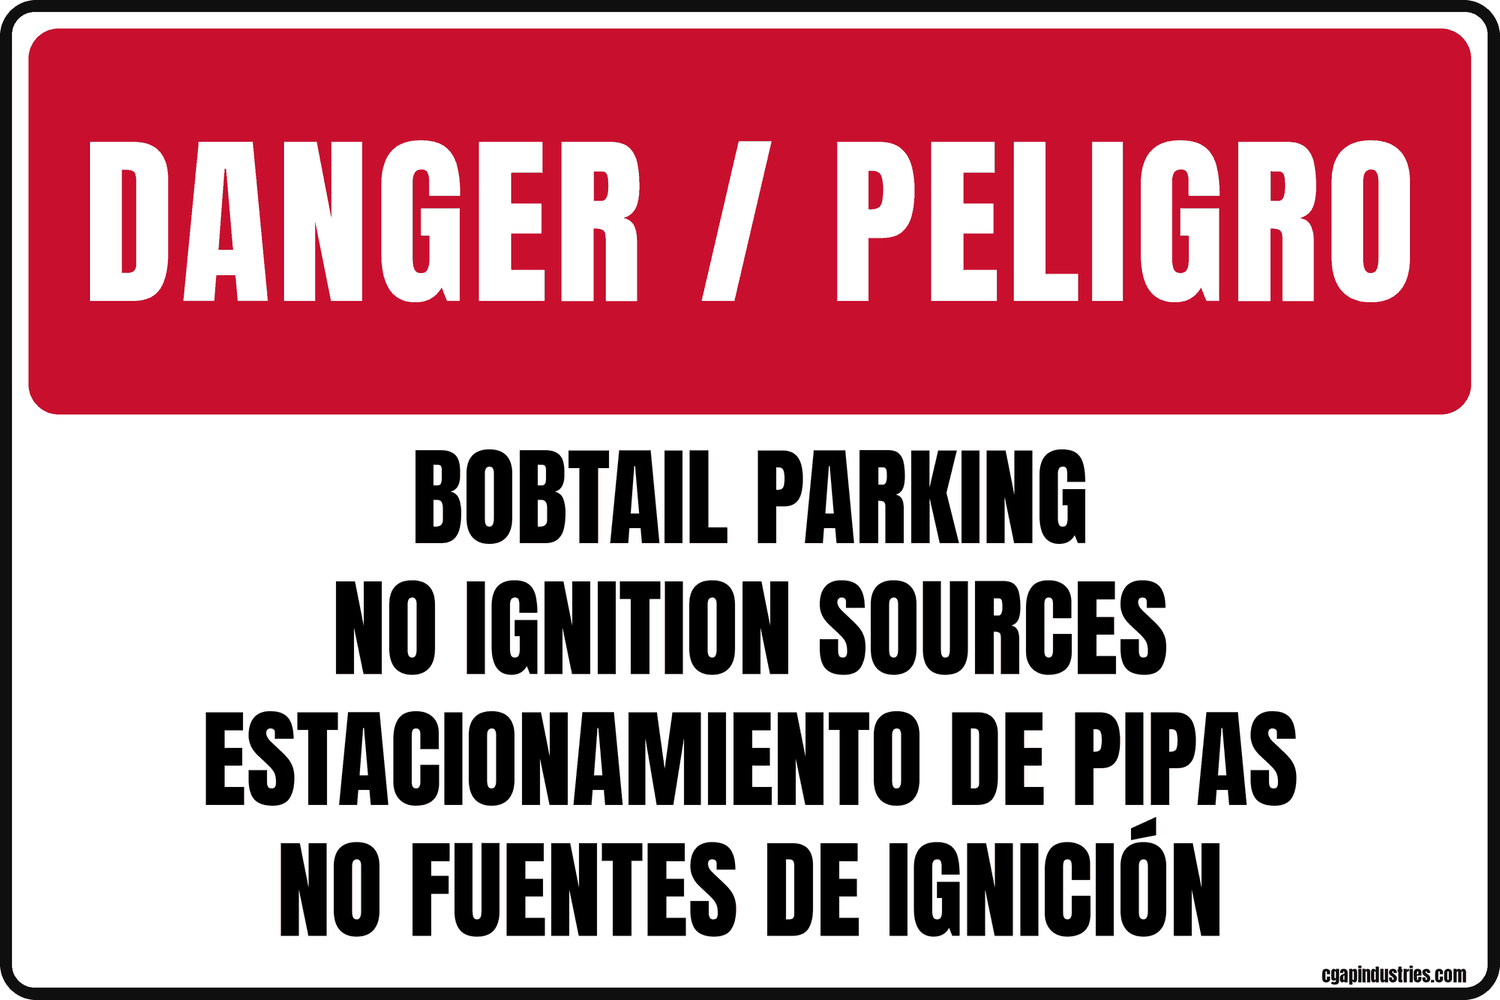 DANGER / PELIGRO
BOBTAIL PARKING
NO IGNITION SOURCES
ESTACIONAMIENTO DE PIPAS
NO FUENTES DE IGNICIÓN
cgapindustries.com